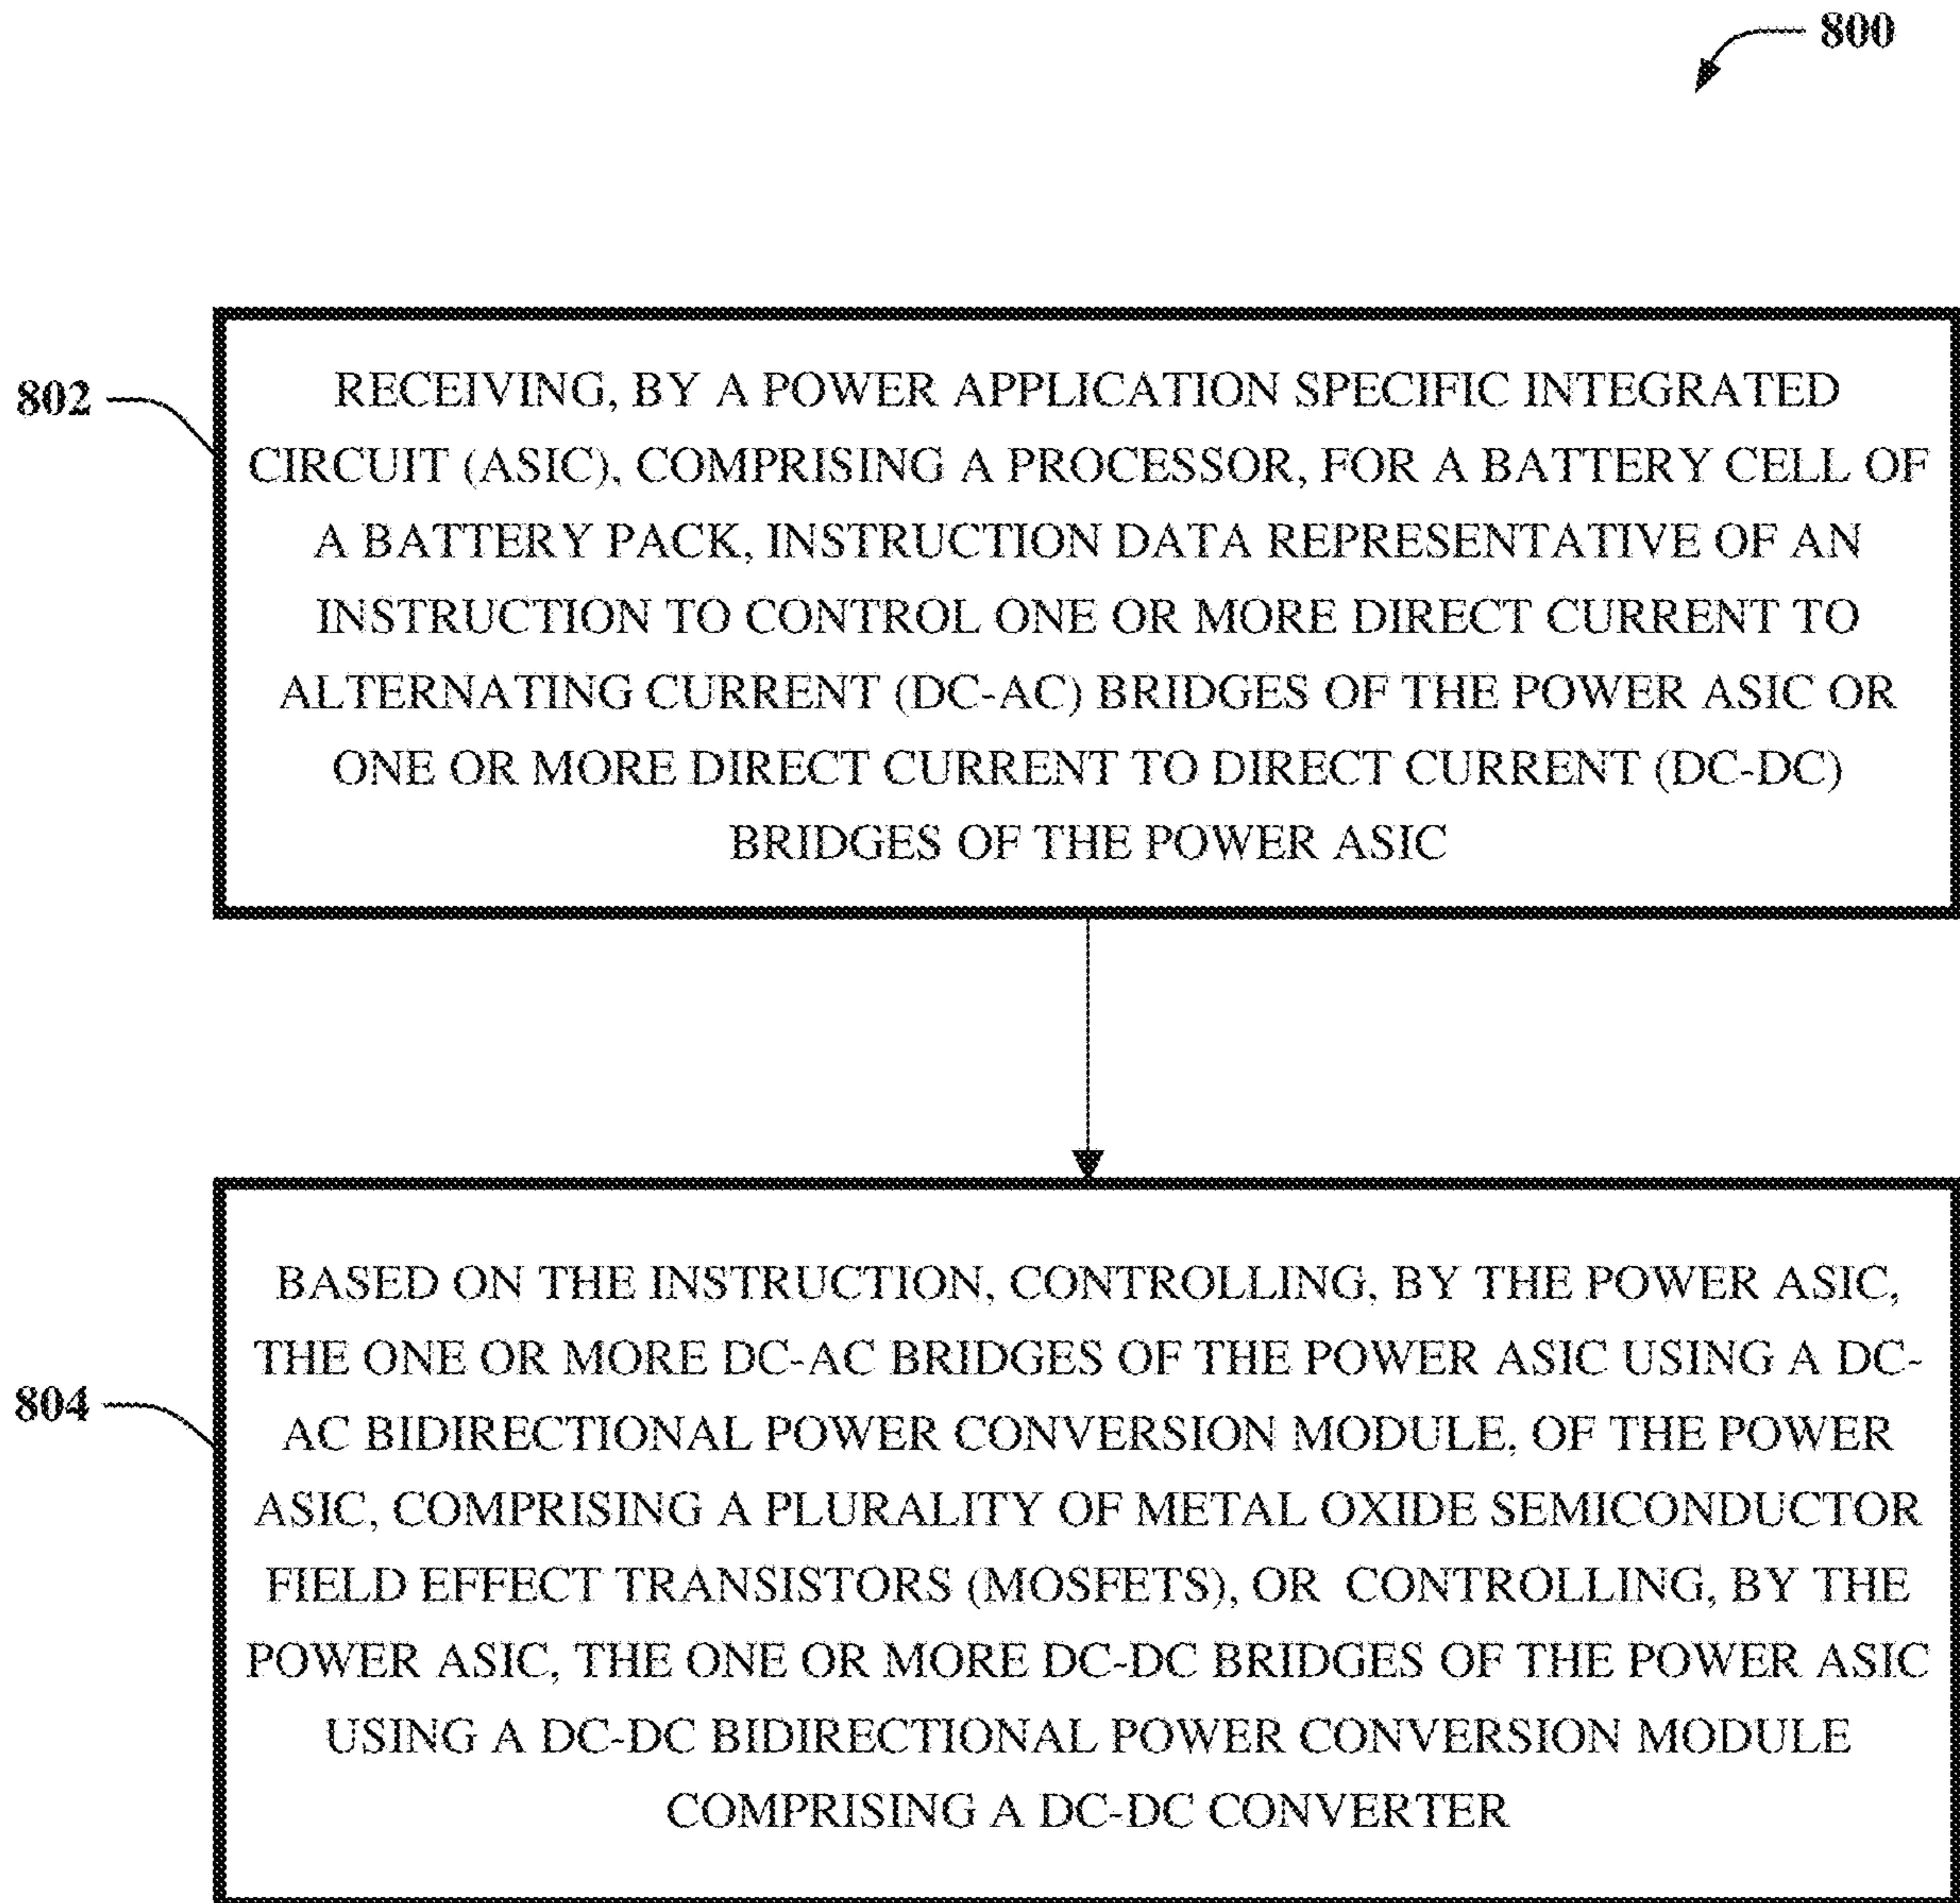 800
802
RECEIVING, BY A POWER APPLICATION SPECIFIC INTEGRATED
CIRCUIT (ASIC), COMPRISING A PROCESSOR, FOR A BATTERY CELL OF
A BATTERY PACK, INSTRUCTION DATA REPRESENTATIVE OF AN
INSTRUCTION TO CONTROL ONE OR MORE DIRECT CURRENT TO
ALTERNATING CURRENT (DC-AC) BRIDGES OF THE POWER ASIC OR
ONE OR MORE DIRECT CURRENT TO DIRECT CURRENT (DC-DC)
BRIDGES OF THE POWER ASIC
804
BASED ON THE INSTRUCTION, CONTROLLING, BY THE POWER ASIC,
THE ONE OR MORE DC-AC BRIDGES OF THE POWER ASIC USING A DC-
AC BIDIRECTIONAL POWER CONVERSION MODULE, OF THE POWER
ASIC, COMPRISING A PLURALITY OF METAL OXIDE SEMICONDUCTOR
FIELD EFFECT TRANSISTORS (MOSFETS), OR CONTROLLING, BY THE
POWER ASIC, THE ONE OR MORE DC-DC BRIDGES OF THE POWER ASIC
USING A DC-DC BIDIRECTIONAL POWER CONVERSION MODULE
COMPRISING A DC-DC CONVERTER